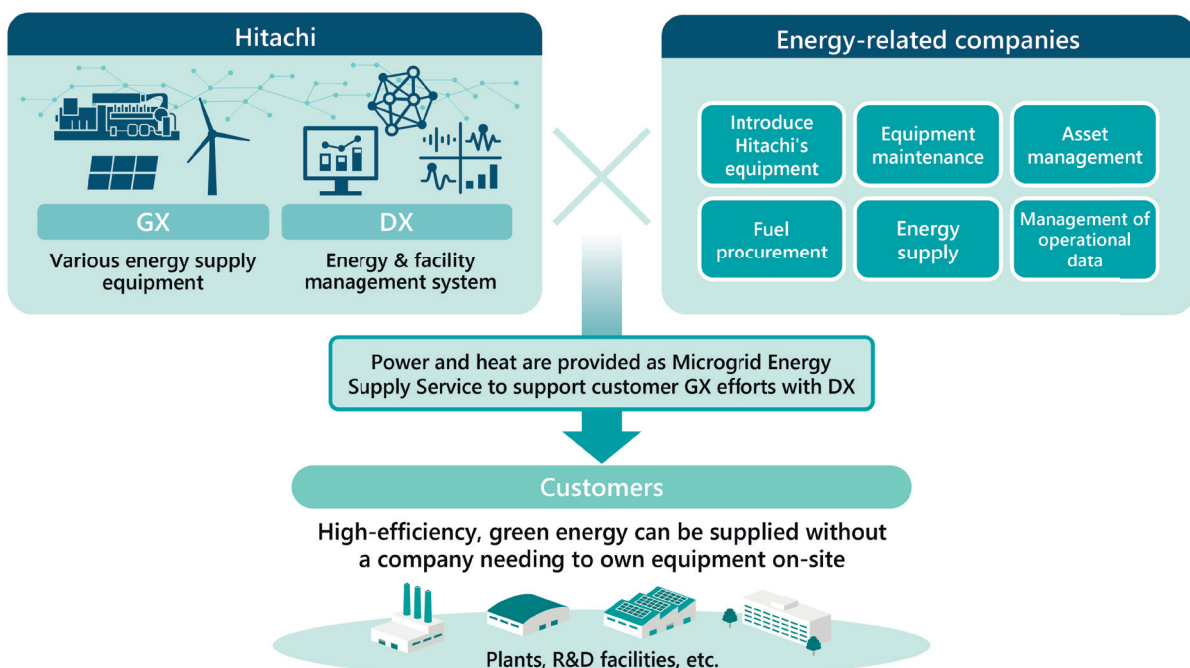 Hitachi
GX
Various energy supply
equipment
DX
Energy & facility
management system
Energy-related companies
Introduce
Hitachi's
equipment
Equipment
maintenance
Asset
management
Fuel
procurement
Energy
supply
Management of
operational
data
Power and heat are provided as Microgrid Energy
Supply Service to support customer GX efforts with DX
Customers
High-efficiency, green energy can be supplied without
a company needing to own equipment on-site
Plants, R&D facilities, etc.